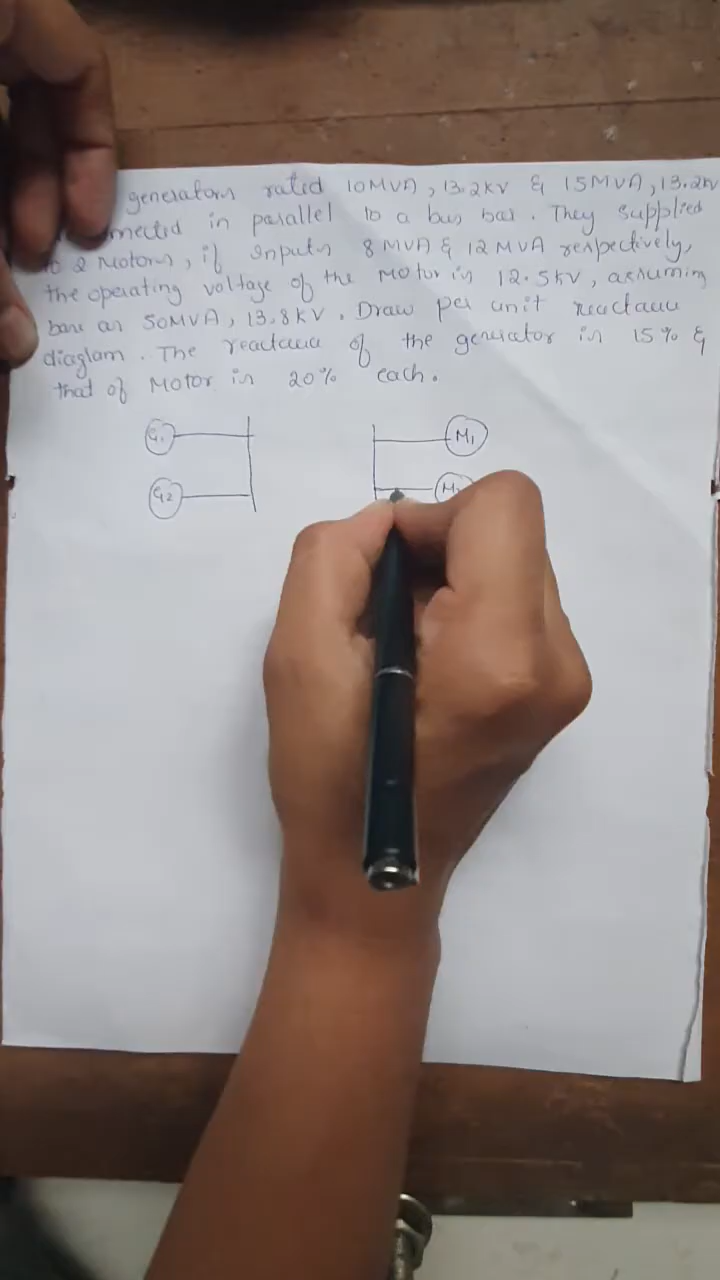 generators rated 10MVA, 13.2KV & 15MVA, 13.2KV
in parallel to a bus bar. They supplied
2 Motors, if Inputs 8 MVA & 12 MVA respectively,
the operating voltage of the Motor is 12.5KV, assuming
base as 50MVA, 13.8KV. Draw per unit reactance
diaglam. The reactance of the generator is 15% &
that of Motor is 20% each.
G1 M1
G2